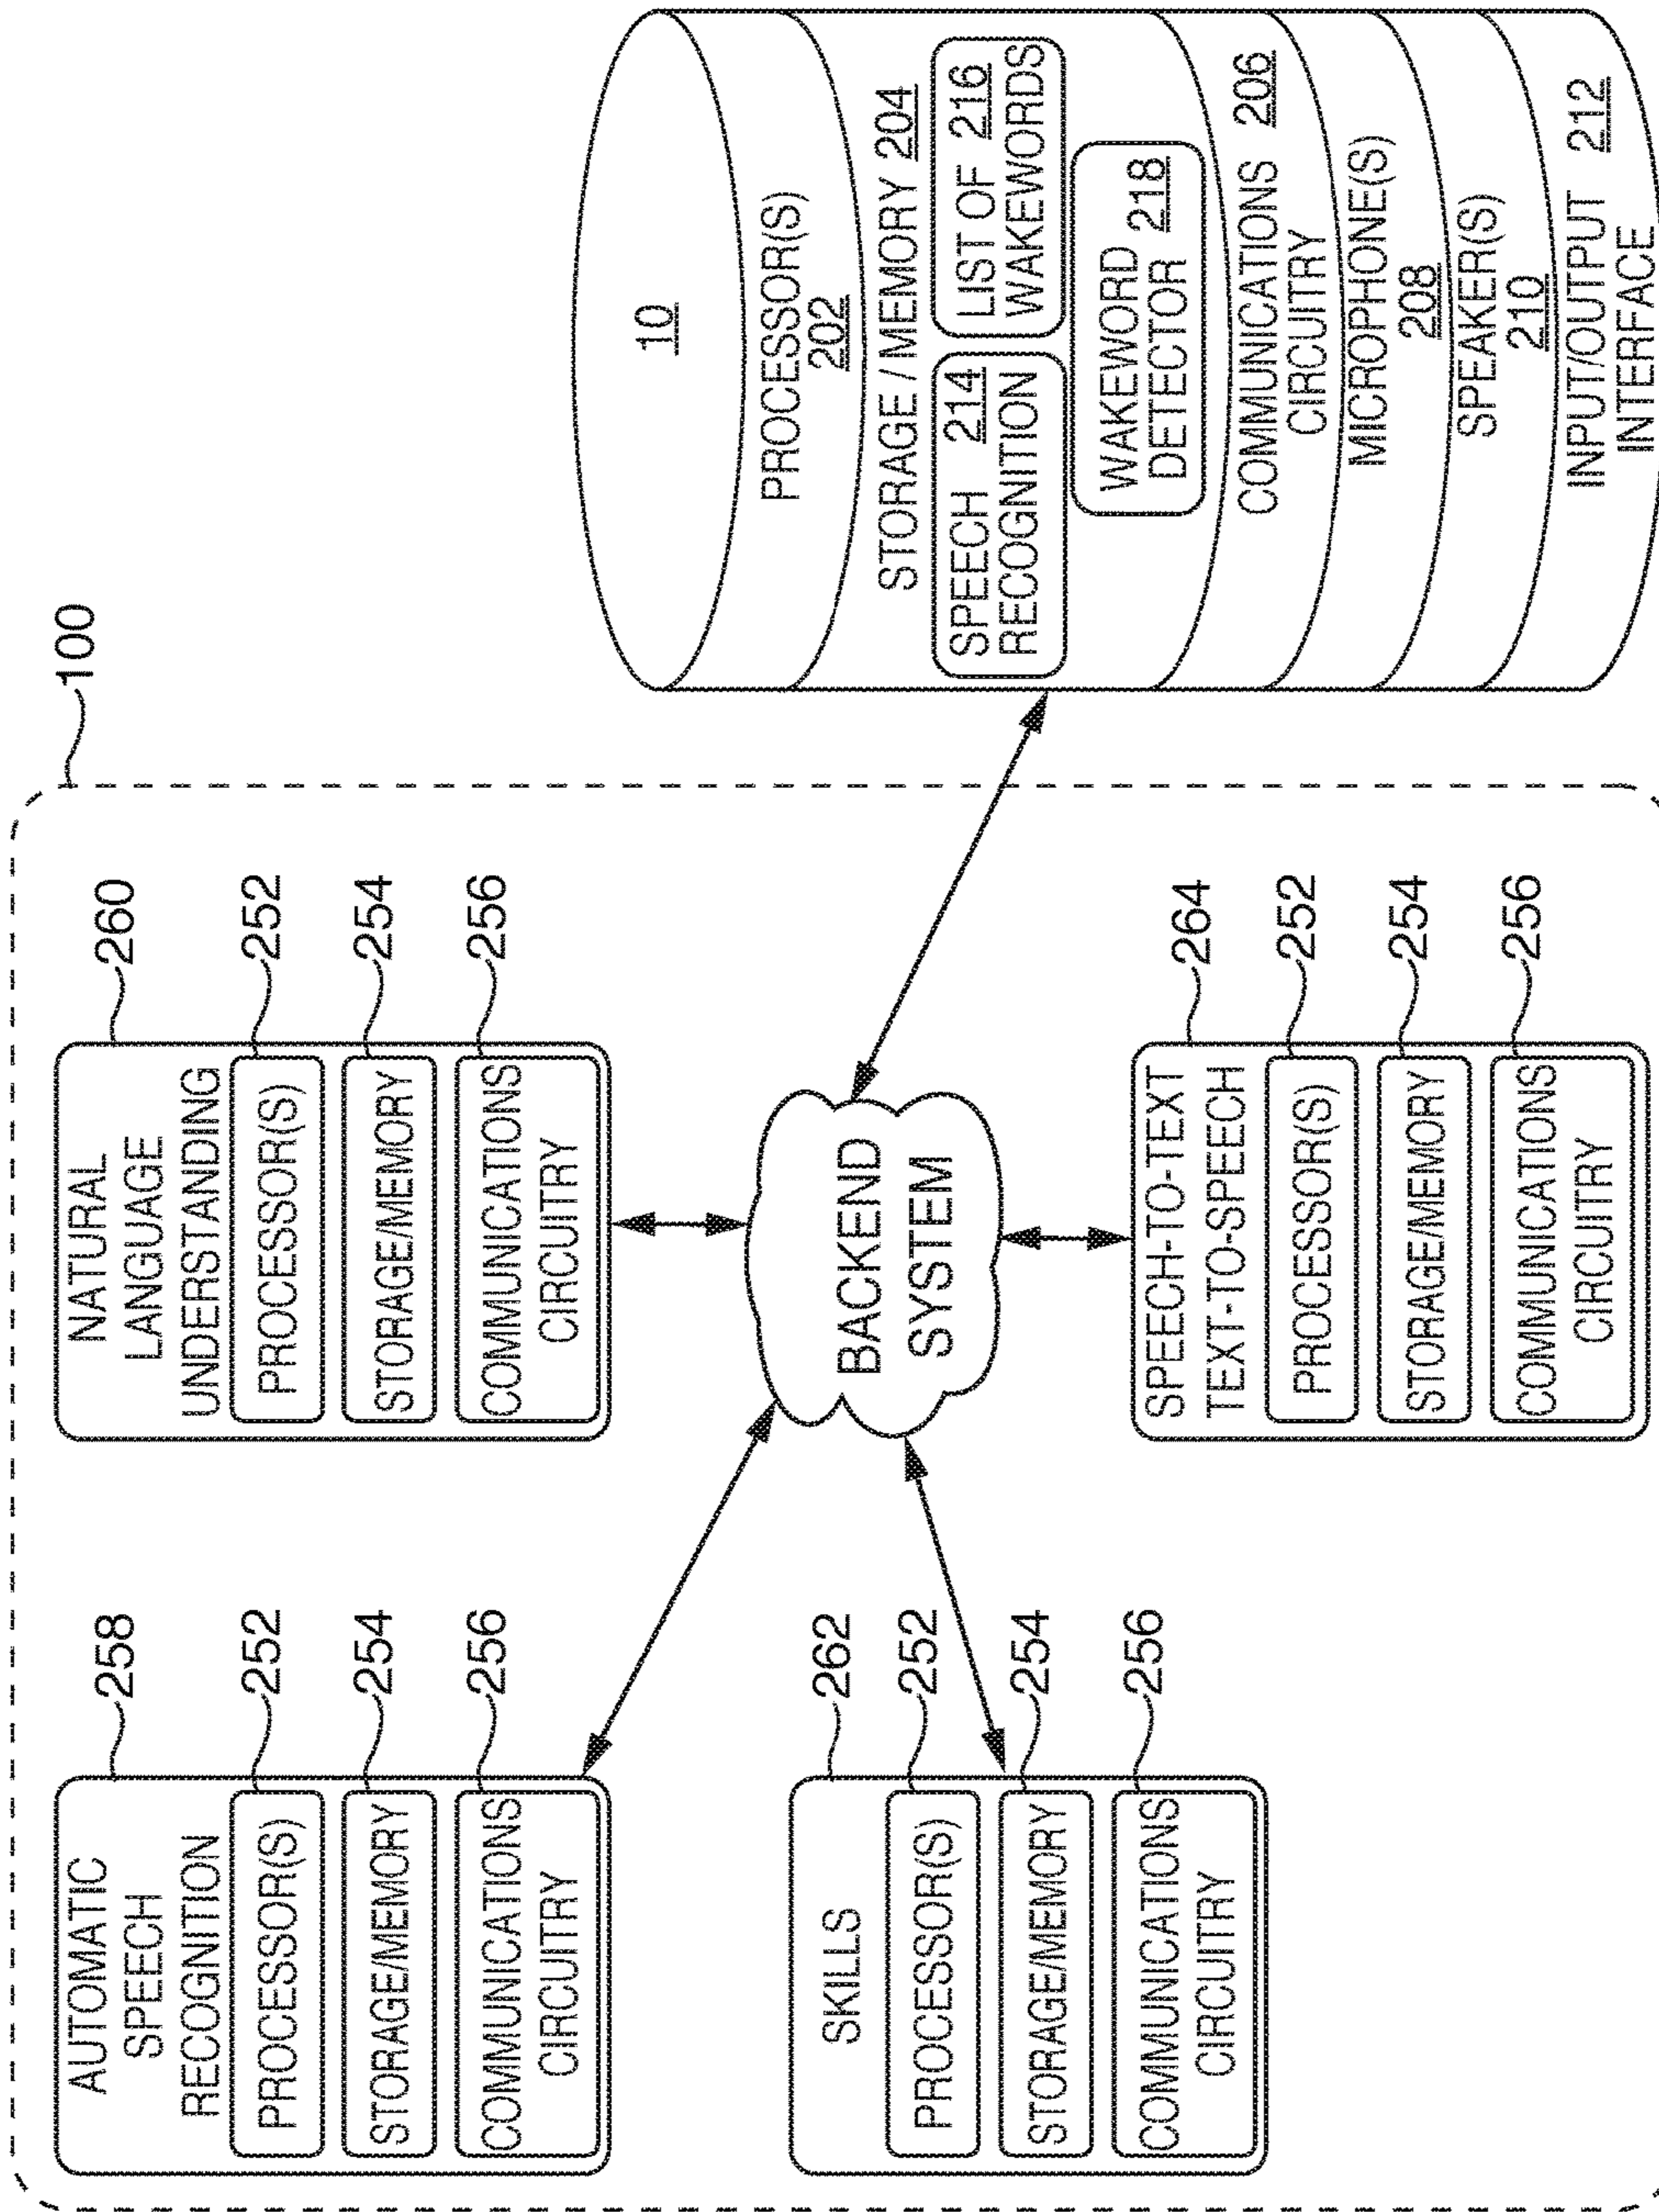 100
AUTOMATIC
SPEECH
RECOGNITION
258
PROCESSOR(S)
252
STORAGE/MEMORY
254
COMMUNICATIONS
CIRCUITRY
256
NATURAL
LANGUAGE
UNDERSTANDING
260
PROCESSOR(S)
252
STORAGE/MEMORY
254
COMMUNICATIONS
CIRCUITRY
256
BACKEND
SYSTEM
SKILLS
262
PROCESSOR(S)
252
STORAGE/MEMORY
254
COMMUNICATIONS
CIRCUITRY
256
SPEECH-TO-TEXT
TEXT-TO-SPEECH
264
PROCESSOR(S)
252
STORAGE/MEMORY
254
COMMUNICATIONS
CIRCUITRY
256
10
PROCESSOR(S)
202
STORAGE / MEMORY 204
SPEECH 214
RECOGNITION
LIST OF 216
WAKEWORDS
WAKEWORD
DETECTOR 218
COMMUNICATIONS 206
CIRCUITRY
MICROPHONE(S)
208
SPEAKER(S)
210
INPUT/OUTPUT 212
INTERFACE